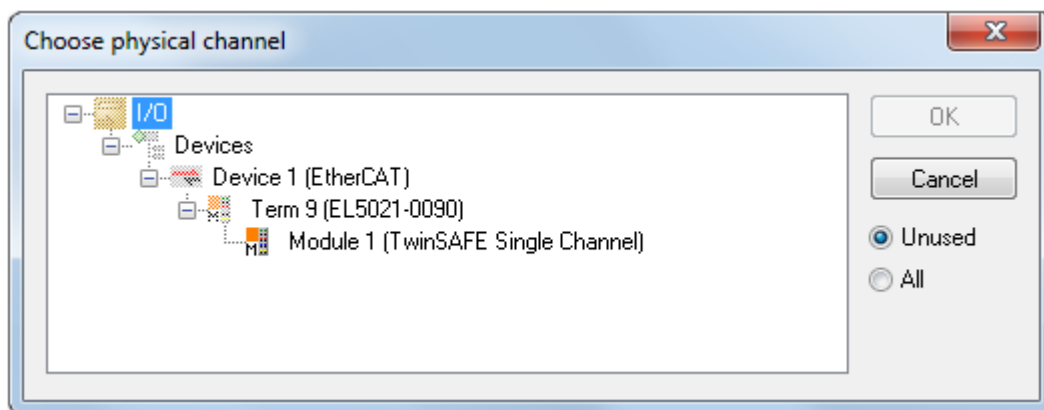 Choose physical channel
I/O
OK
Devices
Device 1 (EtherCAT)
Cancel
Term 9 (EL5021-0090)
Module 1 (TwinSAFE Single Channel)
Unused
All